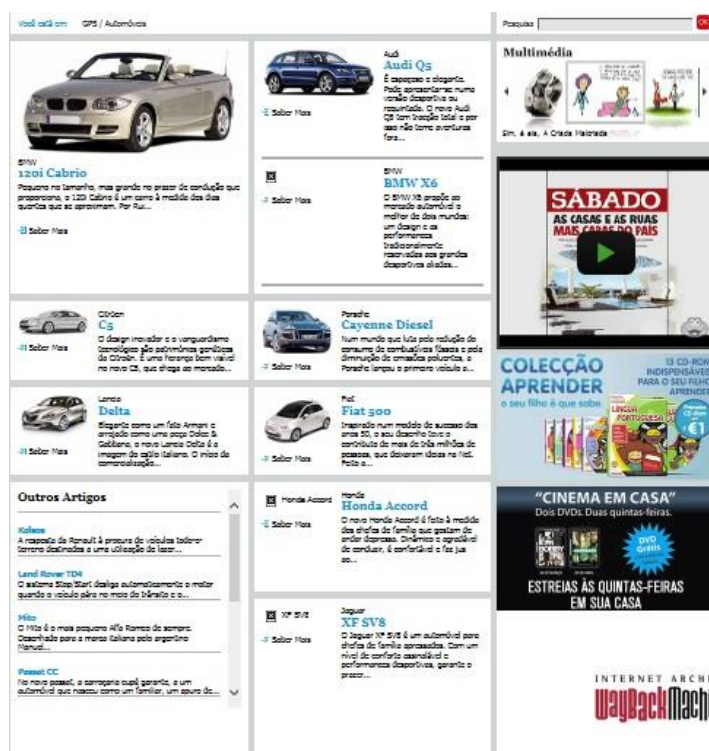 Você está em: GPS / Automóveis
Pesquisa
BMW
120i Cabrio
Pequeno no tamanho, mas grande no prazer de condução que
proporciona, o 120i Cabrio é um carro à medida dos dias
quentes que se aproximam. Por Rui...
Saber Mais
Audi
Audi Q5
É espaçoso e elegante.
Pode apresentar-se numa
versão desportiva ou
requintada. O novo Audi
Q5 tem tracção total e por
isso não teme aventuras
fora...
Saber Mais
BMW
BMW X6
O BMW X6 propõe ao
mercado automóvel o
melhor de dois mundos:
um design e as
performances
tradicionalmente
reservadas aos grandes
desportivos aliados...
Saber Mais
Citröen
C5
O design inovador e o vanguardismo
tecnológico são patrimónios genéticos
da Citroën. É uma herança bem visível
no novo C5, que chega ao mercado...
Saber Mais
Porsche
Cayenne Diesel
Num mundo que luta pela redução do
consumo de combustíveis fósseis e pela
diminuição de emissões poluentes, a
Porsche lançou o primeiro veículo a...
Saber Mais
Lancia
Delta
Elegante como um fato Armani e
arrojado como uma peça Dolce &
Gabbana, o novo Lancia Delta é a
imagem do estilo italiano. O início da
comercialização...
Saber Mais
Fiat
Fiat 500
Inspirado num modelo de sucesso dos
anos 50, o seu desenho teve o
contributo de mais de três milhões de
pessoas, que deixaram ideias na Net.
Feito a...
Saber Mais
Outros Artigos
Koleos
A resposta da Renault à procura de veículos todo-o-
terreno destinados a uma utilização de lazer...
Land Rover TD4
O sistema Stop/Start desliga automaticamente o motor
quando o veículo pára no meio do trânsito e o...
Mito
O Mito é o mais pequeno Alfa Romeo de sempre.
Desenhado para a marca italiana pelo argentino
Manuel...
Passat CC
No novo passat, a carroçaria cupé garante, a um
automóvel que nasceu como um familiar, um apuro de...
Honda Accord
Honda
Honda Accord
O novo Honda Accord é feito à medida
dos chefes de família que gostam de
andar depressa. Dinâmico e agradável
de conduzir, é confortável e faz jus
ao...
Saber Mais
XF SV8
Jaguar
XF SV8
O Jaguar XF SV8 é um automóvel para
chefes de família apressados. Com um
nível de conforto assinalável e
performances desportivas, garante o
prazer...
Saber Mais
Multimédia
Sim, é ela, A Criada Malcriada
SÁBADO
AS CASAS E AS RUAS
MAIS CARAS DO PAÍS
COLECÇÃO
APRENDER
o seu filho é que sabe
13 CD-ROM
INDISPENSÁVEIS
PARA O SEU FILHO
APRENDER
LÍNGUA
PORTUGUESA
CD-Rom
€1
"CINEMA EM CASA"
Dois DVDs. Duas quintas-feiras.
DVD
Grátis
ESTREIAS ÀS QUINTAS-FEIRAS
EM SUA CASA
INTERNET ARCHI
WayBackMachi